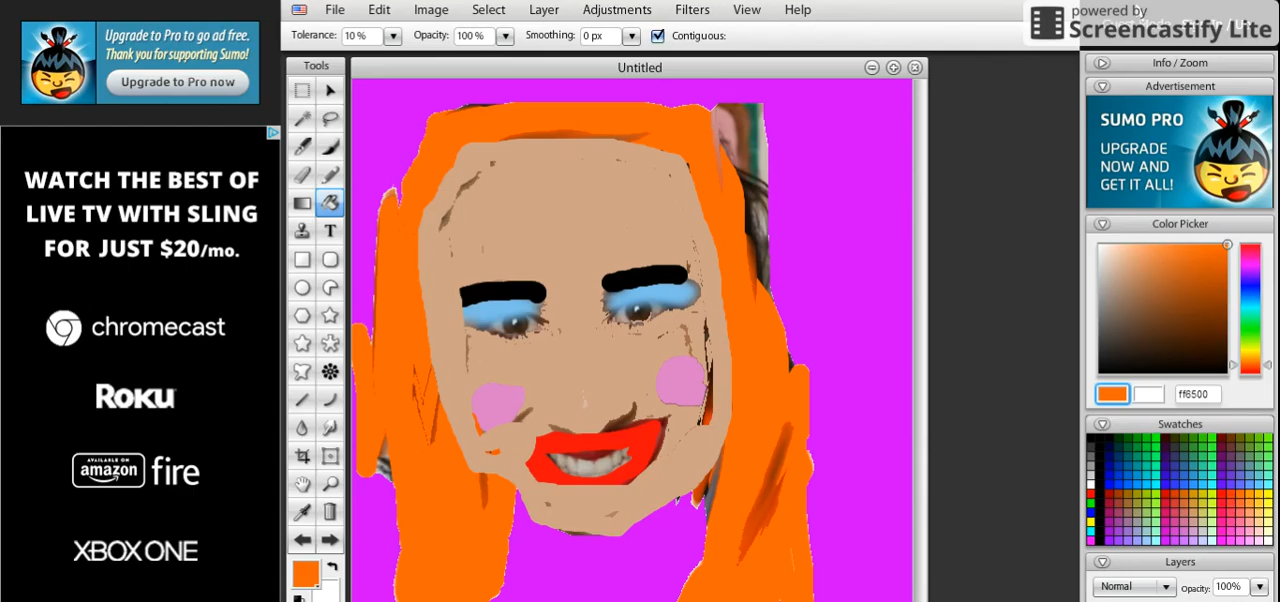 Upgrade to Pro to go ad free.
Thank you for supporting Sumo!
Upgrade to Pro now
WATCH THE BEST OF
LIVE TV WITH SLING
FOR JUST $20/mo.
chromecast
ROKU
AVAILABLE ON
amazon fire
XBOX ONE
File Edit Image Select Layer Adjustments Filters View Help
Tolerance: 10 % Opacity: 100 % Smoothing: 0 px Contiguous:
Tools
Untitled
T
powered by
Screencastify Lite
Info / Zoom
Advertisement
SUMO PRO
UPGRADE
NOW AND
GET IT ALL!
Color Picker
ff6500
Swatches
Layers
Normal Opacity: 100%